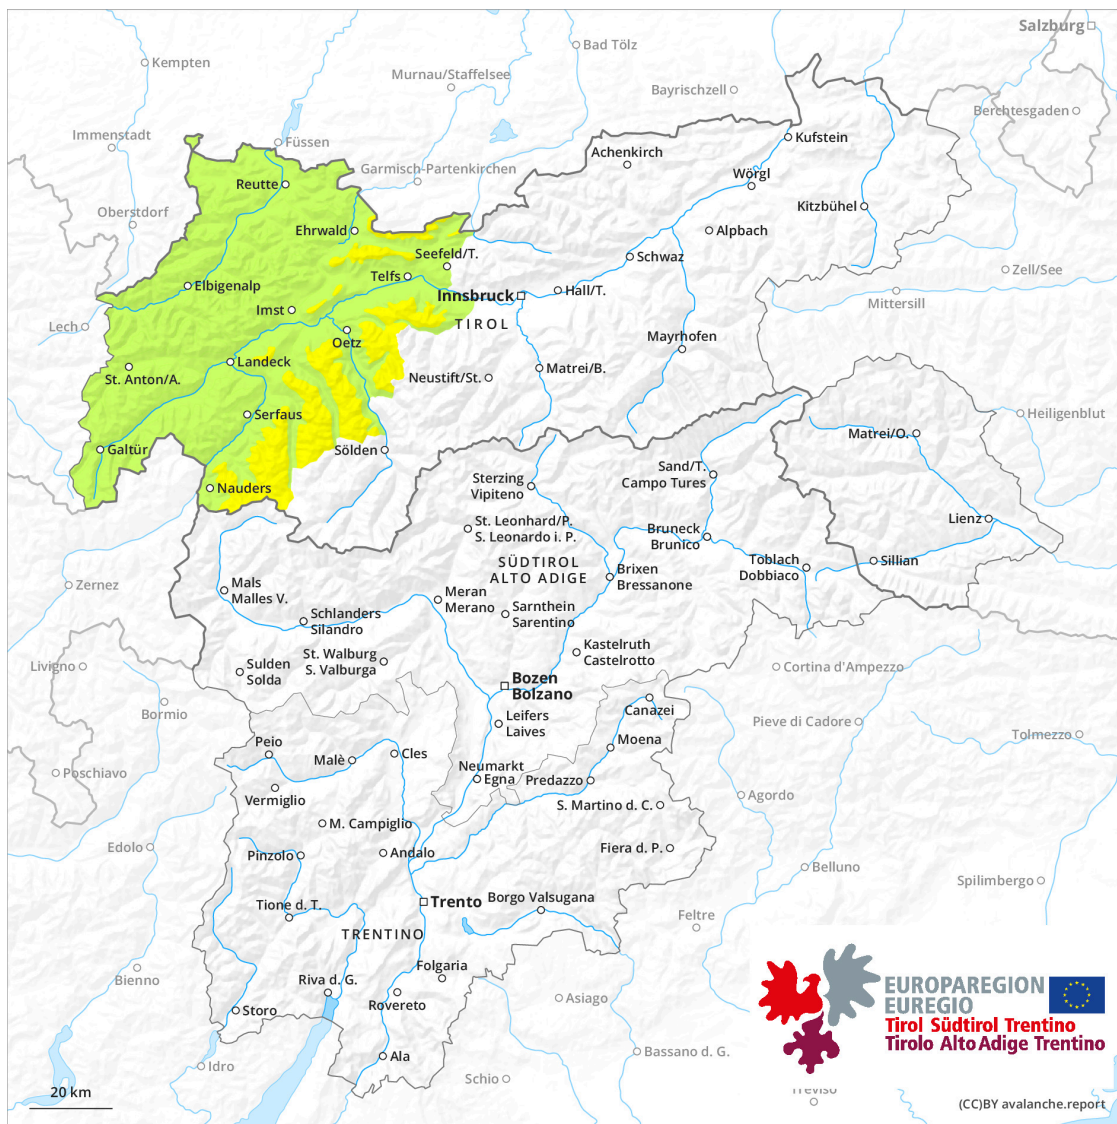 Salzburg
Bad Tölz
Kempten
Murnau/Staffelsee
Bayrischzell
Berchtesgaden
Immenstadt
Füssen
Kufstein
Achenkirch
Garmisch-Partenkirchen
Wörgl
Reutte
Kitzbühel
Oberstdorf
Ehrwald
Alpbach
Seefeld/T.
Schwaz
Zell/See
Telfs
Elbigenalp
Hall/T.
Innsbruck
Mittersill
Imst
TIROL
Lech
Oetz
Mayrhofen
Landeck
Matrei/B.
St. Anton/A.
Neustift/St.
Serfaus
Heiligenblut
Matrei/O.
Galtür
Sölden
Sand/T.
Campo Tures
Sterzing
Vipiteno
Nauders
Lienz
St. Leonhard/P.
S. Leonardo i. P.
Bruneck
Brunico
SÜDTIROL
ALTO ADIGE
Toblach
Dobbiaco
Sillian
Brixen
Bressanone
Zernez
Mals
Malles V.
Meran
Merano
Sarnthein
Sarentino
Schlanders
Silandro
Kastelruth
Castelrotto
St. Walburg
S. Valburga
Livigno
Sulden
Solda
Cortina d'Ampezzo
Bozen
Bolzano
Bormio
Canazei
Leifers
Laives
Pieve di Cadore
Tolmezzo
Peio
Moena
Malè
Cles
Poschiavo
Neumarkt
Egna
Predazzo
Vermiglio
Agordo
S. Martino d. C.
M. Campiglio
Edolo
Pinzolo
Andalo
Fiera d. P.
Belluno
Spilimbergo
Trento
Borgo Valsugana
Tione d. T.
Feltre
TRENTINO
Bienno
Folgaria
Riva d. G.
EUROPAREGION
EUREGIO
Tirol Südtirol Trentino
Tirolo Alto Adige Trentino
Rovereto
Asiago
Storo
Ala
Bassano d. G.
Idro
Schio
Treviso
20 km
(CC)BY avalanche.report